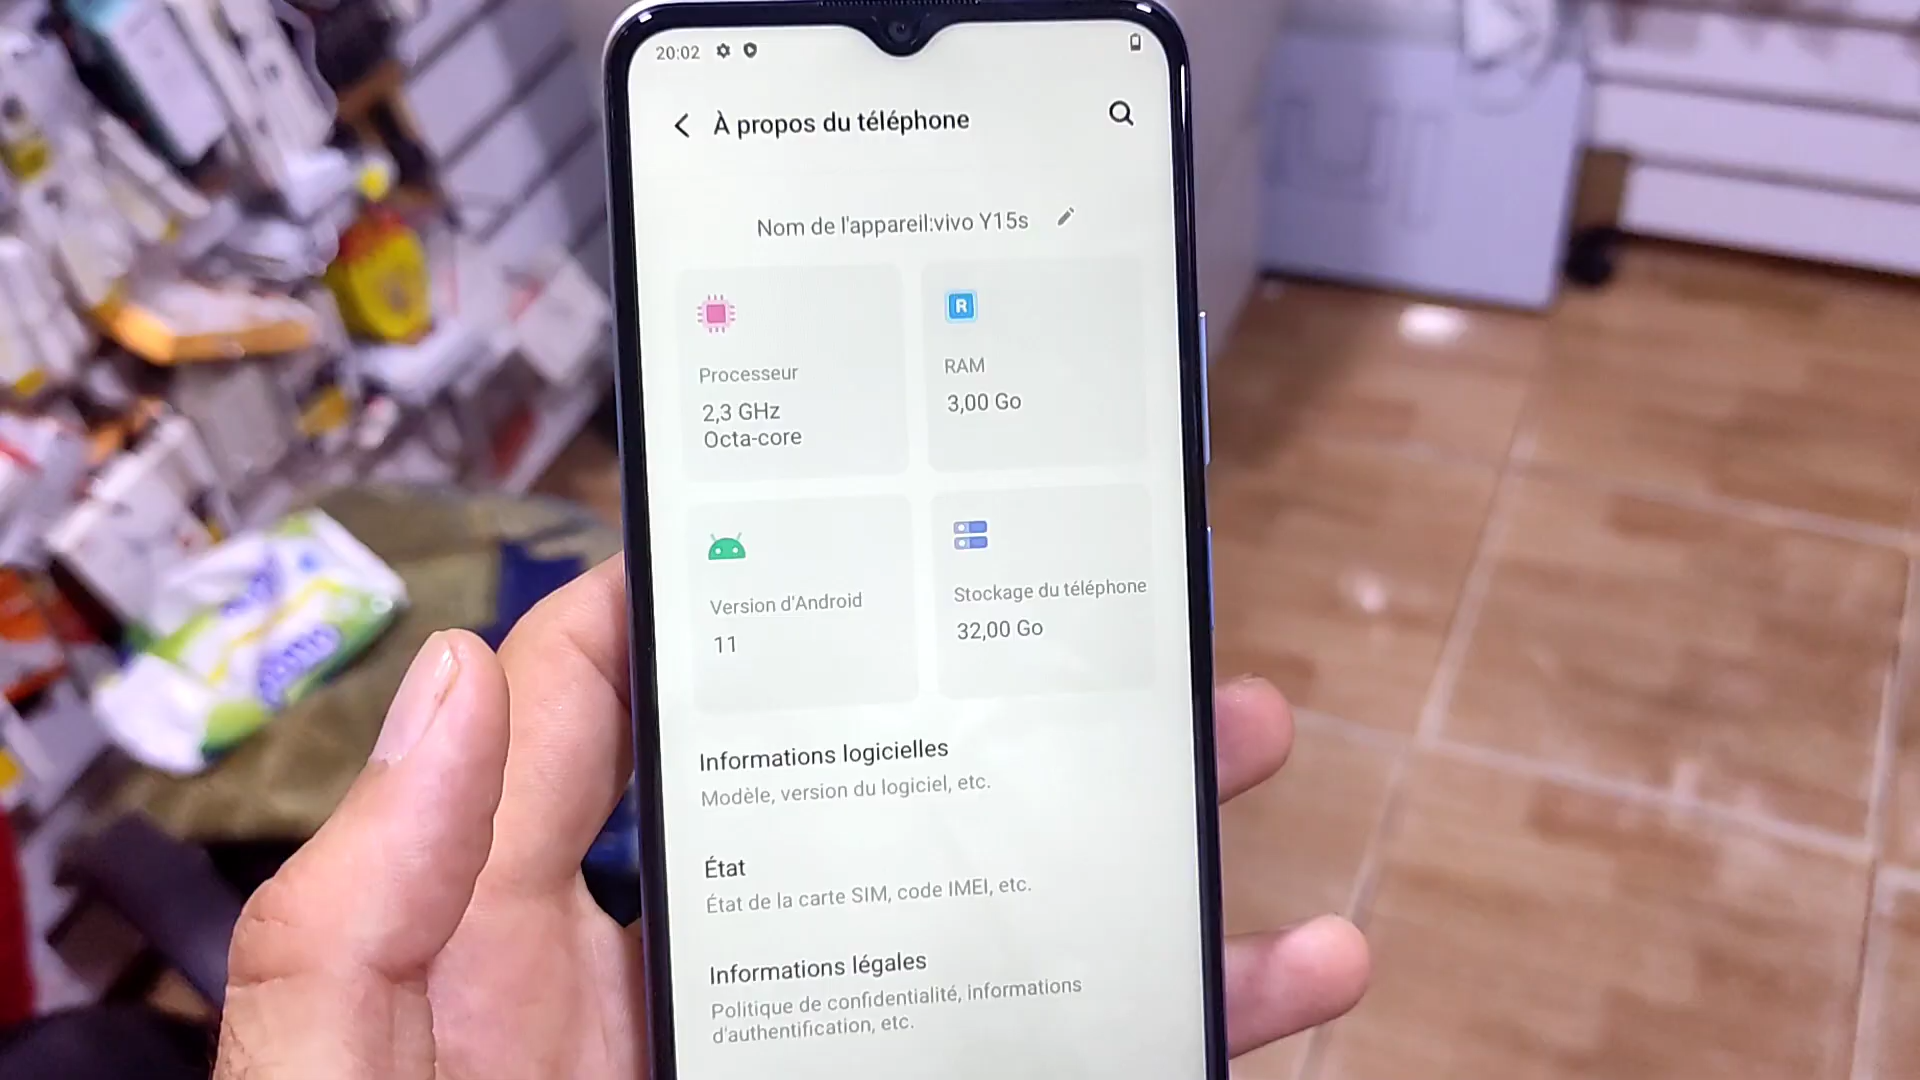 20:02
À propos du téléphone
Nom de l'appareil:vivo Y15s
Processeur
2,3 GHz
Octa-core
R
RAM
3,00 Go
Version d'Android
11
Stockage du téléphone
32,00 Go
Informations logicielles
Modèle, version du logiciel, etc.
État
État de la carte SIM, code IMEI, etc.
Informations légales
Politique de confidentialité, informations
d'authentification, etc.